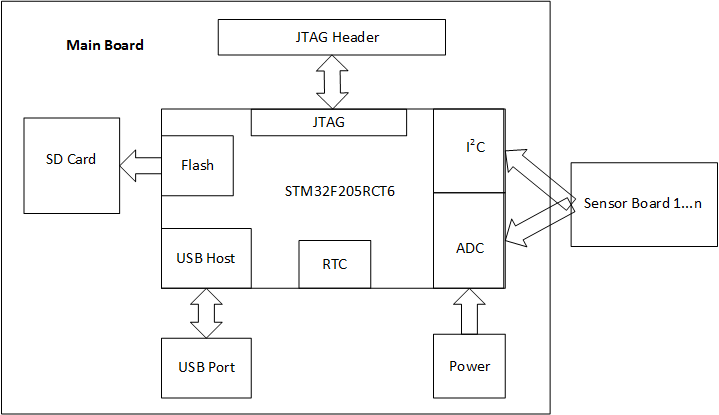 Main Board
JTAG Header
JTAG
I²C
SD Card
Flash
STM32F205RCT6
Sensor Board 1...n
USB Host
RTC
ADC
USB Port
Power